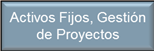 Activos Fijos, Gestión
de Proyectos